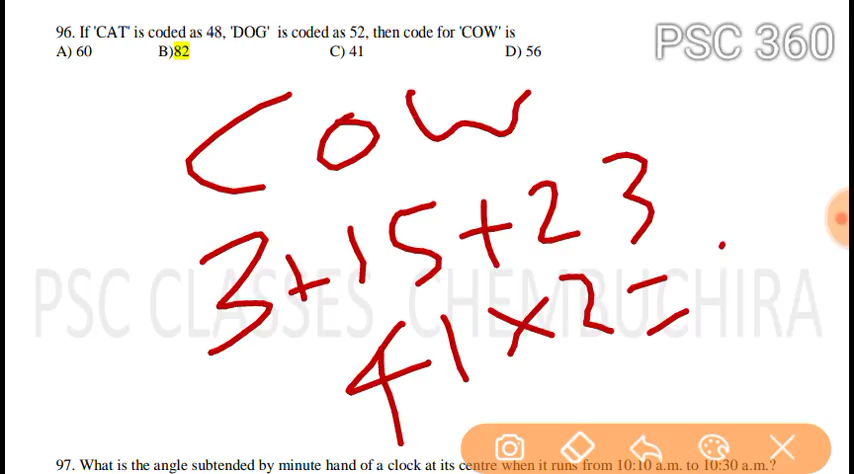 96. If 'CAT' is coded as 48, 'DOG' is coded as 52, then code for 'COW' is
A) 60 B)82 C) 41 D) 56
PSC 360
COW
3+15+23
41×2=
PSC CLASSES CHEMBUCHIRA
97. What is the angle subtended by minute hand of a clock at its centre when it runs from 10:10 a.m. to 10:30 a.m.?